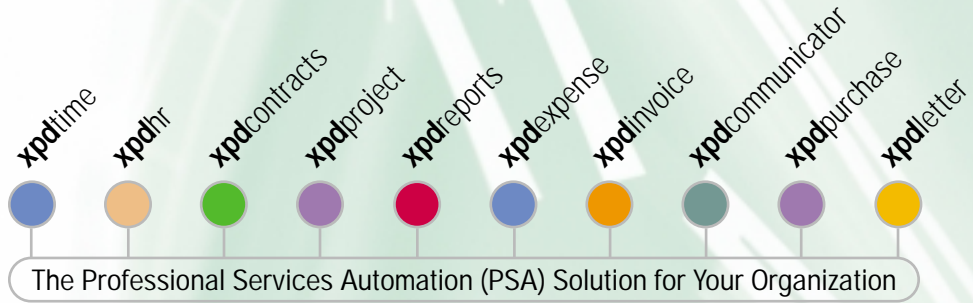 xpdtime
xpdhr
xpdcontracts
xpdproject
xpdreports
xpdexpense
xpdinvoice
xpdcommunicator
xpdpurchase
xpdletter
The Professional Services Automation (PSA) Solution for Your Organization